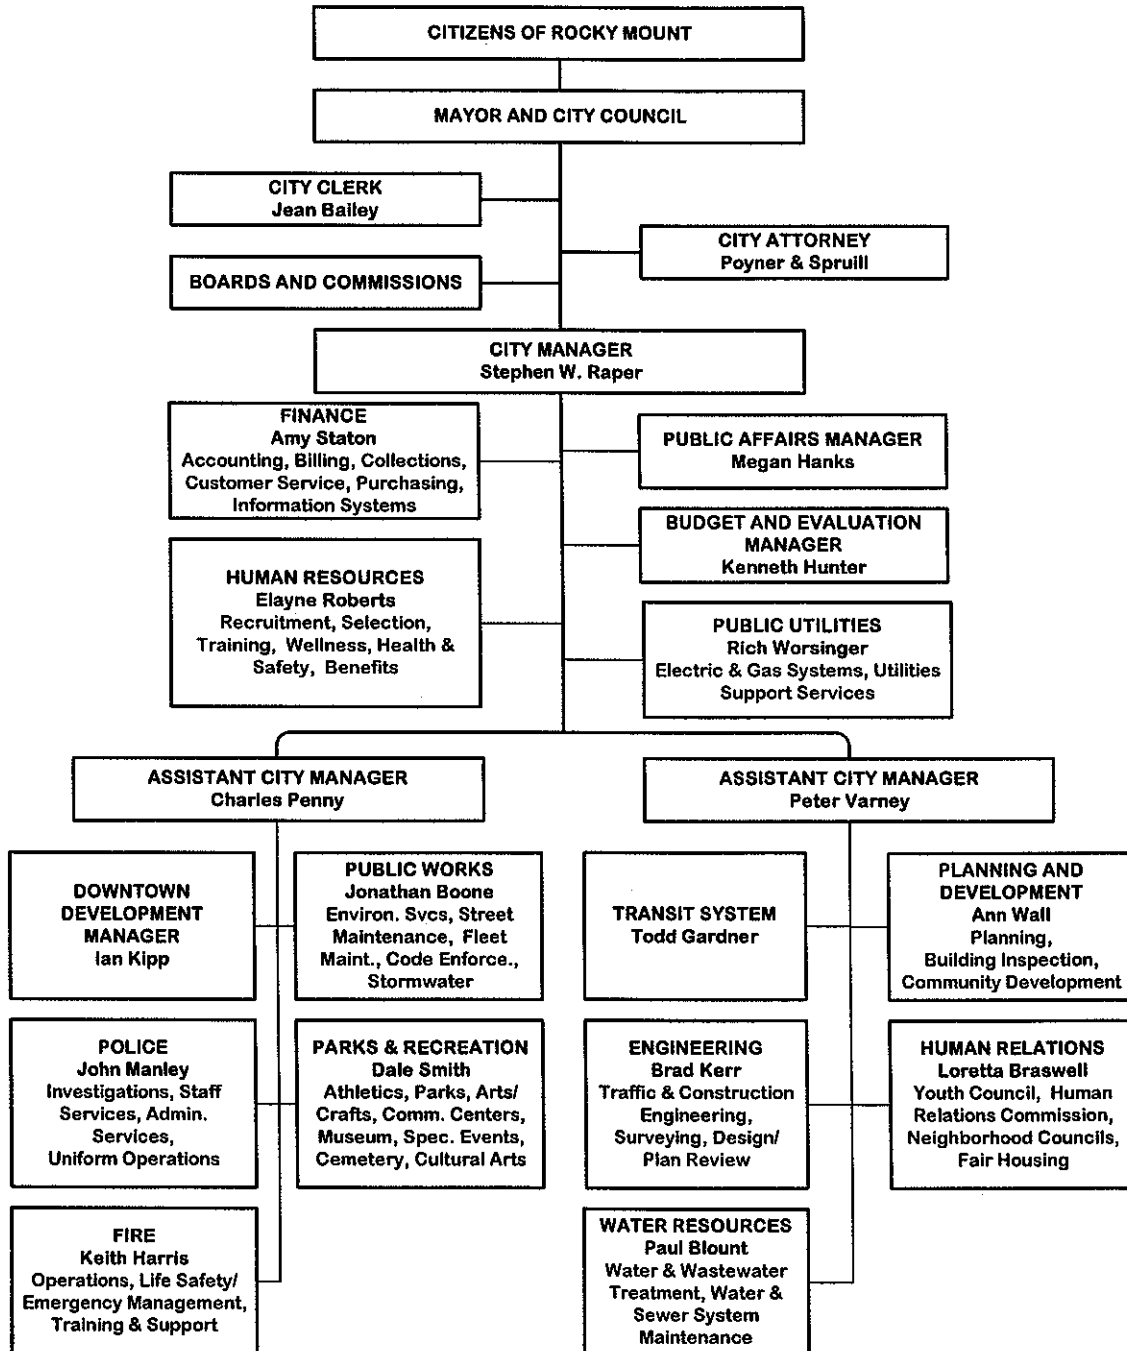 CITIZENS OF ROCKY MOUNT
MAYOR AND CITY COUNCIL
CITY CLERK
Jean Bailey
CITY ATTORNEY
Poyner & Spruill
BOARDS AND COMMISSIONS
CITY MANAGER
Stephen W. Raper
FINANCE
Amy Staton
Accounting, Billing, Collections,
Customer Service, Purchasing,
Information Systems
PUBLIC AFFAIRS MANAGER
Megan Hanks
BUDGET AND EVALUATION
MANAGER
Kenneth Hunter
HUMAN RESOURCES
Elayne Roberts
Recruitment, Selection,
Training, Wellness, Health &
Safety, Benefits
PUBLIC UTILITIES
Rich Worsinger
Electric & Gas Systems, Utilities
Support Services
ASSISTANT CITY MANAGER
Charles Penny
ASSISTANT CITY MANAGER
Peter Varney
DOWNTOWN
DEVELOPMENT
MANAGER
Ian Kipp
PUBLIC WORKS
Jonathan Boone
Environ. Svcs, Street
Maintenance, Fleet
Maint., Code Enforce.,
Stormwater
TRANSIT SYSTEM
Todd Gardner
PLANNING AND
DEVELOPMENT
Ann Wall
Planning,
Building Inspection,
Community Development
POLICE
John Manley
Investigations, Staff
Services, Admin.
Services,
Uniform Operations
PARKS & RECREATION
Dale Smith
Athletics, Parks, Arts/
Crafts, Comm. Centers,
Museum, Spec. Events,
Cemetery, Cultural Arts
ENGINEERING
Brad Kerr
Traffic & Construction
Engineering,
Surveying, Design/
Plan Review
HUMAN RELATIONS
Loretta Braswell
Youth Council, Human
Relations Commission,
Neighborhood Councils,
Fair Housing
FIRE
Keith Harris
Operations, Life Safety/
Emergency Management,
Training & Support
WATER RESOURCES
Paul Blount
Water & Wastewater
Treatment, Water &
Sewer System
Maintenance